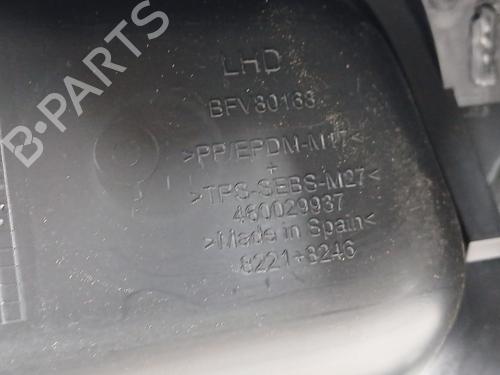 B-PARTS
LHD
BFV80163
>PP/EPDM-M17<
+
>TPS-SEBS-M27<
460029937
>Made in Spain<
8221+8246